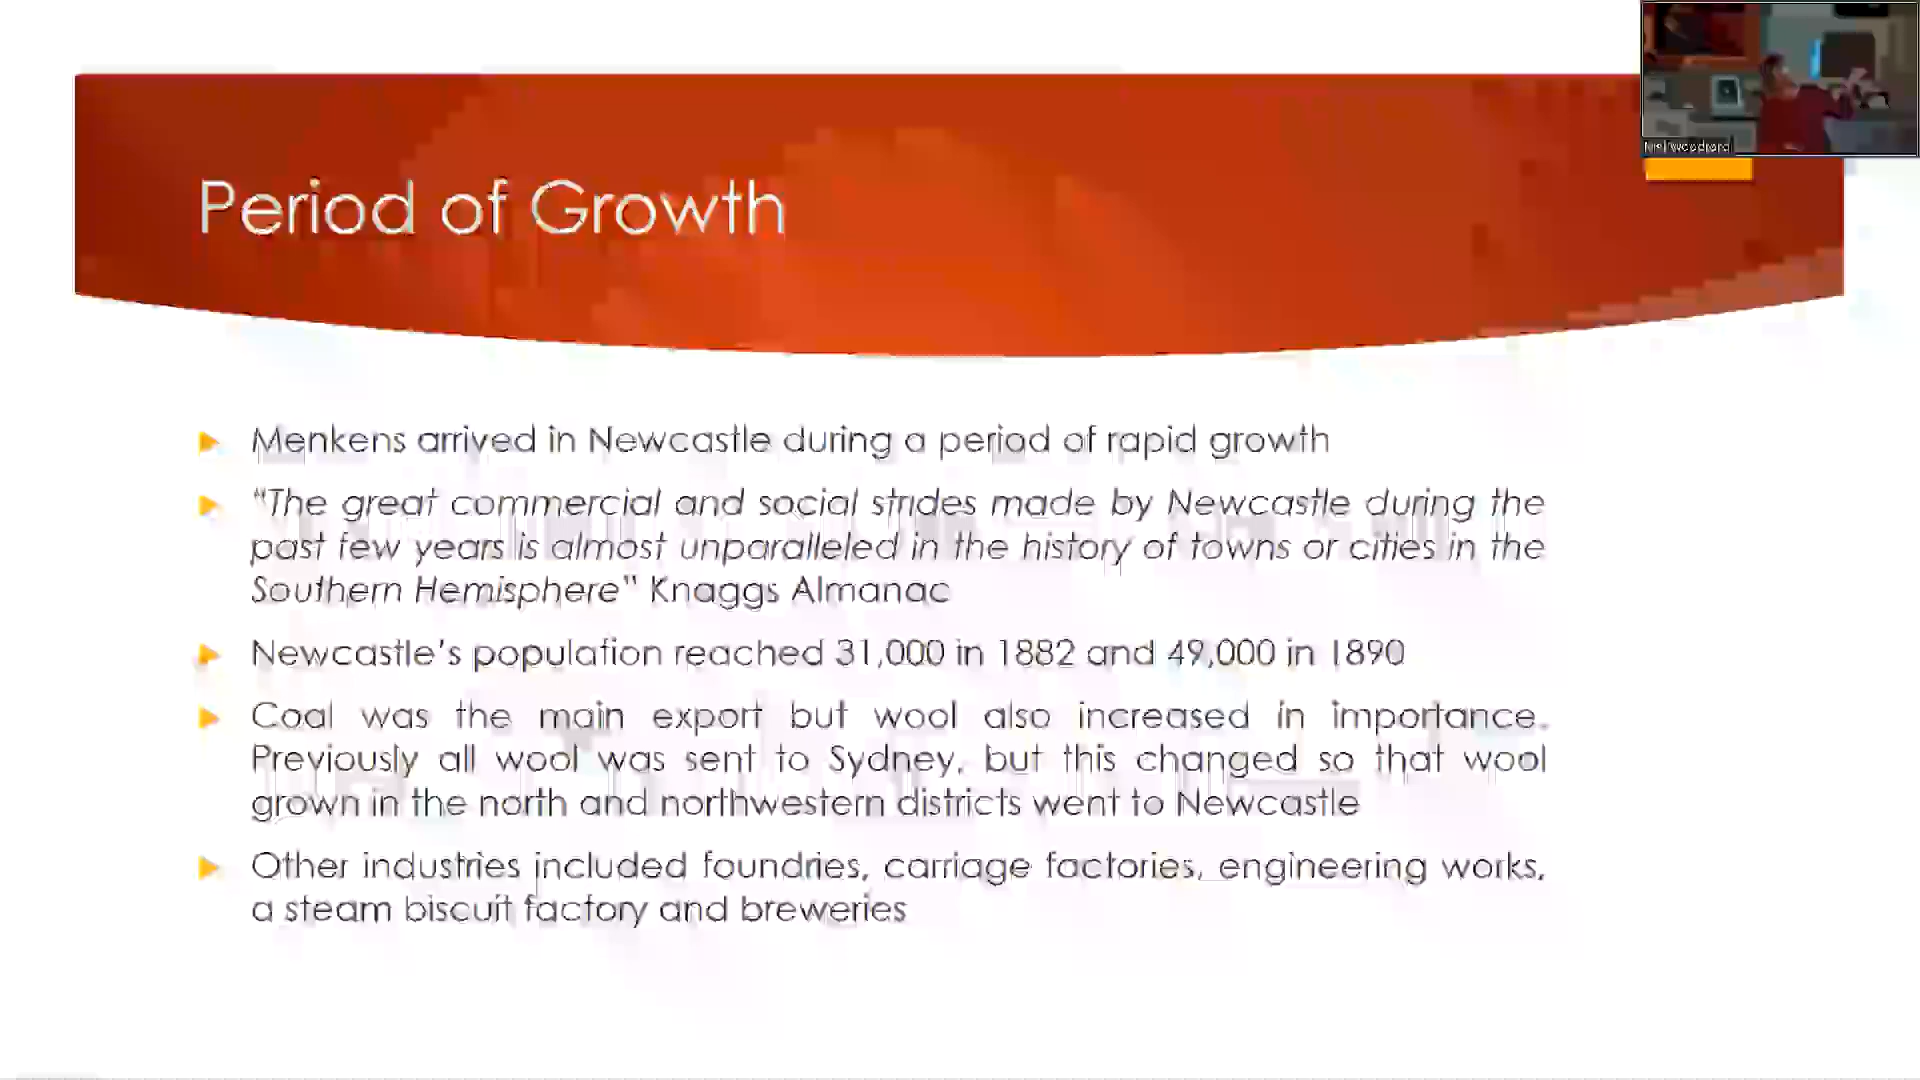 Period of Growth
Menkens arrived in Newcastle during a period of rapid growth
"The great commercial and social strides made by Newcastle during the
past few years is almost unparalleled in the history of towns or cities in the
Southern Hemisphere" Knaggs Almanac
Newcastle's population reached 31,000 in 1882 and 49,000 in 1890
Coal was the main export but wool also increased in importance.
Previously all wool was sent to Sydney, but this changed so that wool
grown in the north and northwestern districts went to Newcastle
Other industries included foundries, carriage factories, engineering works,
a steam biscuit factory and breweries